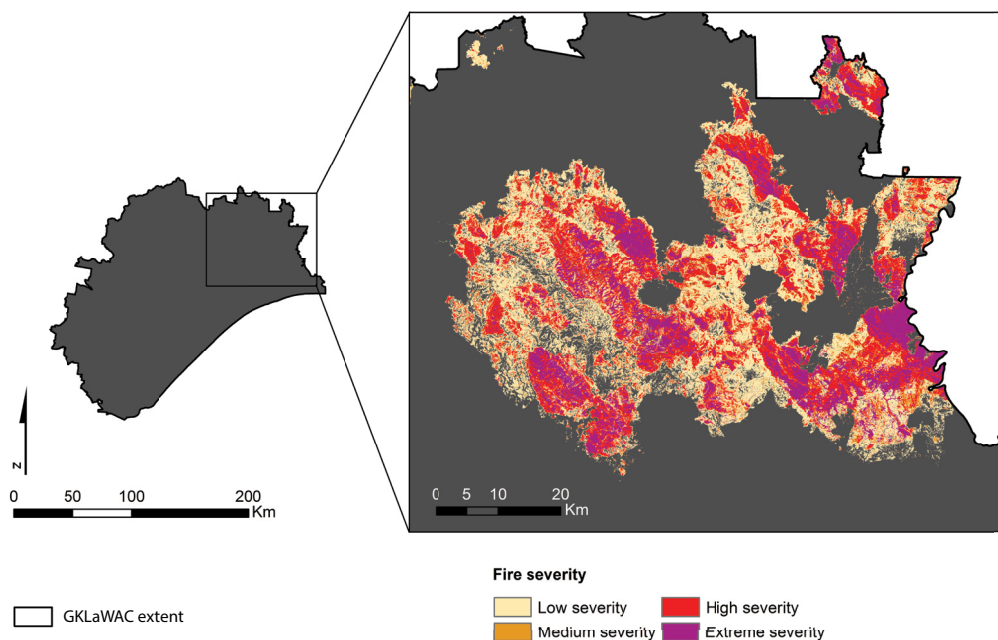 N
0 50 100 200
Km
0 5 10 20
Km
GKLaWAC extent
Fire severity
Low severity
High severity
Medium severity
Extreme severity